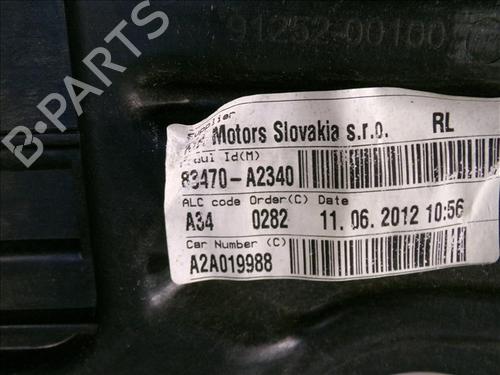 91252-00100
B-PARTS
Supplier
Motors Slovakia s.r.o. RL
(M)
83470-A2340
ALC code Order(C) Date
A34 0282 11. 06. 2012 10:56
Car Number (C)
A2A019988